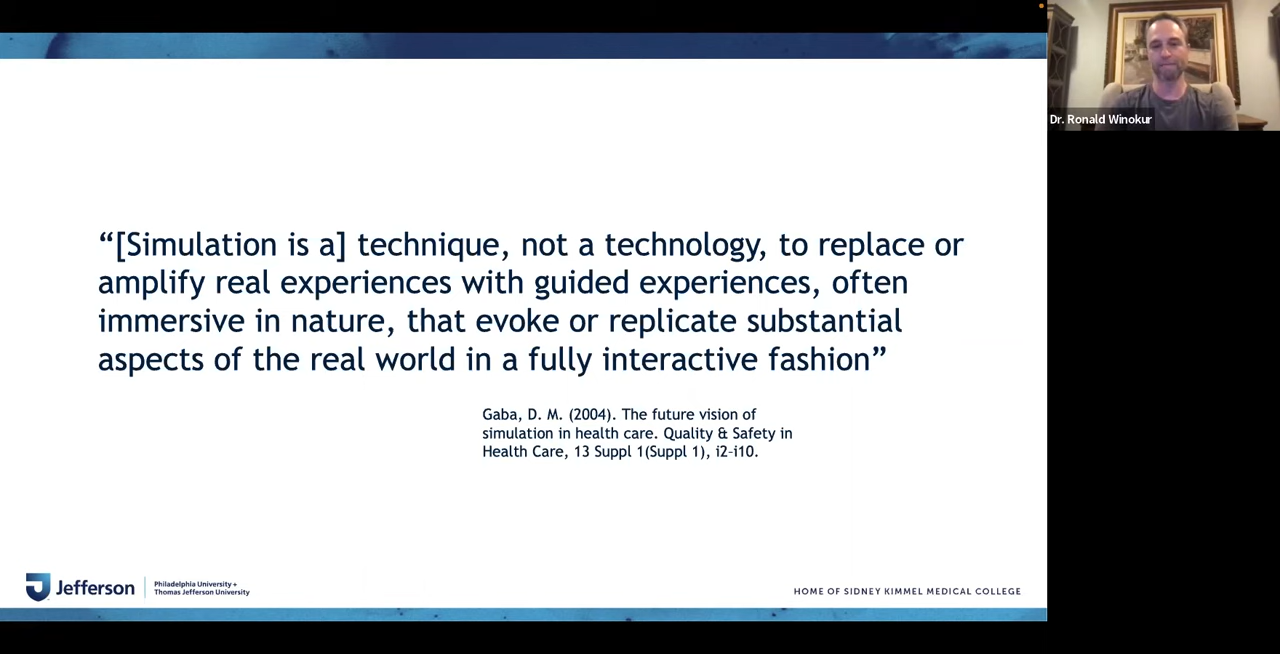 Dr. Ronald Winokur
“[Simulation is a] technique, not a technology, to replace or
amplify real experiences with guided experiences, often
immersive in nature, that evoke or replicate substantial
aspects of the real world in a fully interactive fashion”
Gaba, D. M. (2004). The future vision of
simulation in health care. Quality & Safety in
Health Care, 13 Suppl 1(Suppl 1), i2-i10.
Jefferson
Philadelphia University +
Thomas Jefferson University
HOME OF SIDNEY KIMMEL MEDICAL COLLEGE